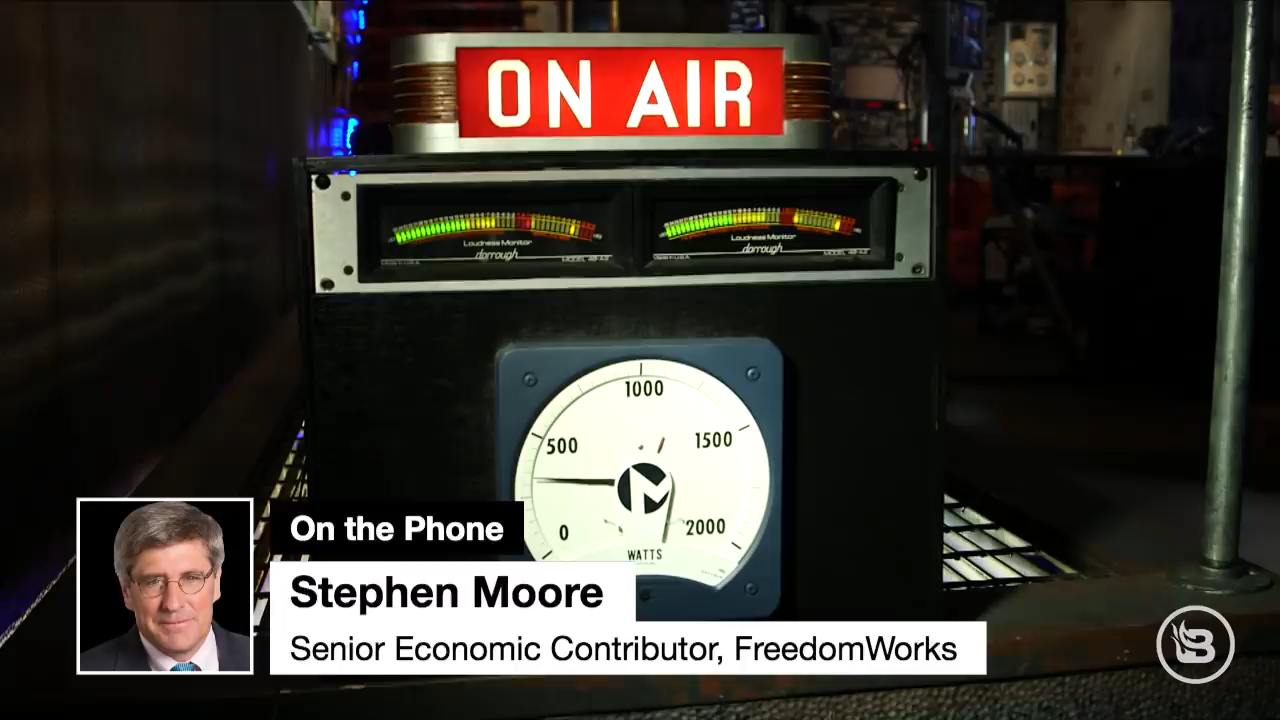 ON AIR
Loudness Monitor
dorrough
Loudness Monitor
dorrough
1000
500
1500
0
2000
WATTS
On the Phone
Stephen Moore
Senior Economic Contributor, FreedomWorks
B